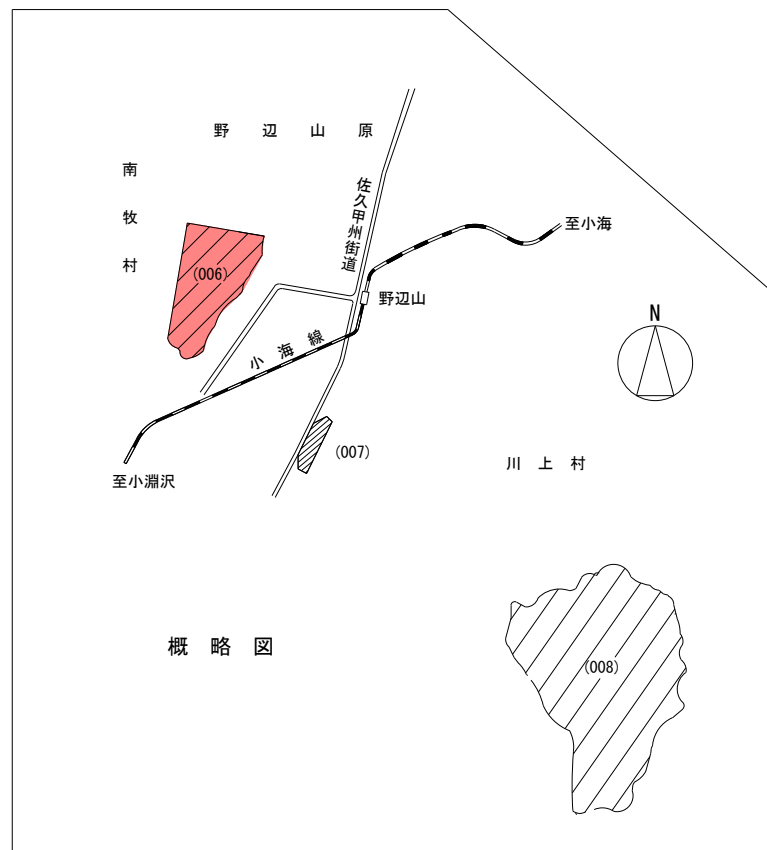 野辺山原
南牧村
佐久甲州街道
至小海
(006)
野辺山
N
小海線
(007)
川上村
至小淵沢
概略図
(008)